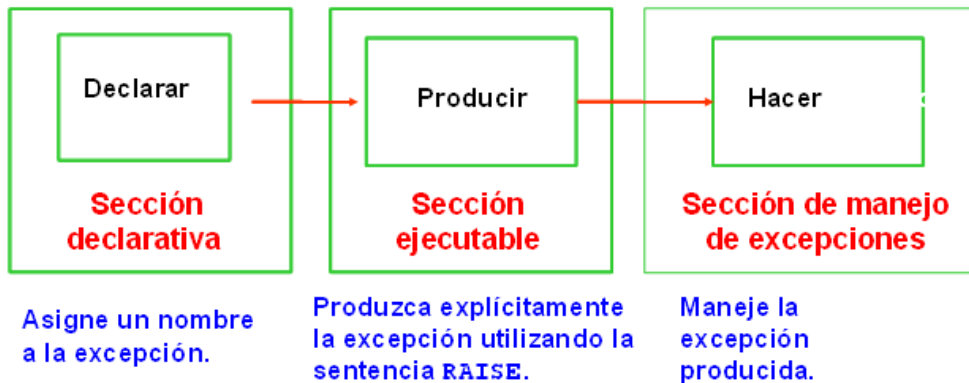 Declarar
Producir
Hacer
Sección
declarativa
Sección
ejecutable
Sección de manejo
de excepciones
Asigne un nombre
a la excepción.
Produzca explícitamente
la excepción utilizando la
sentencia RAISE.
Maneje la
excepción
producida.